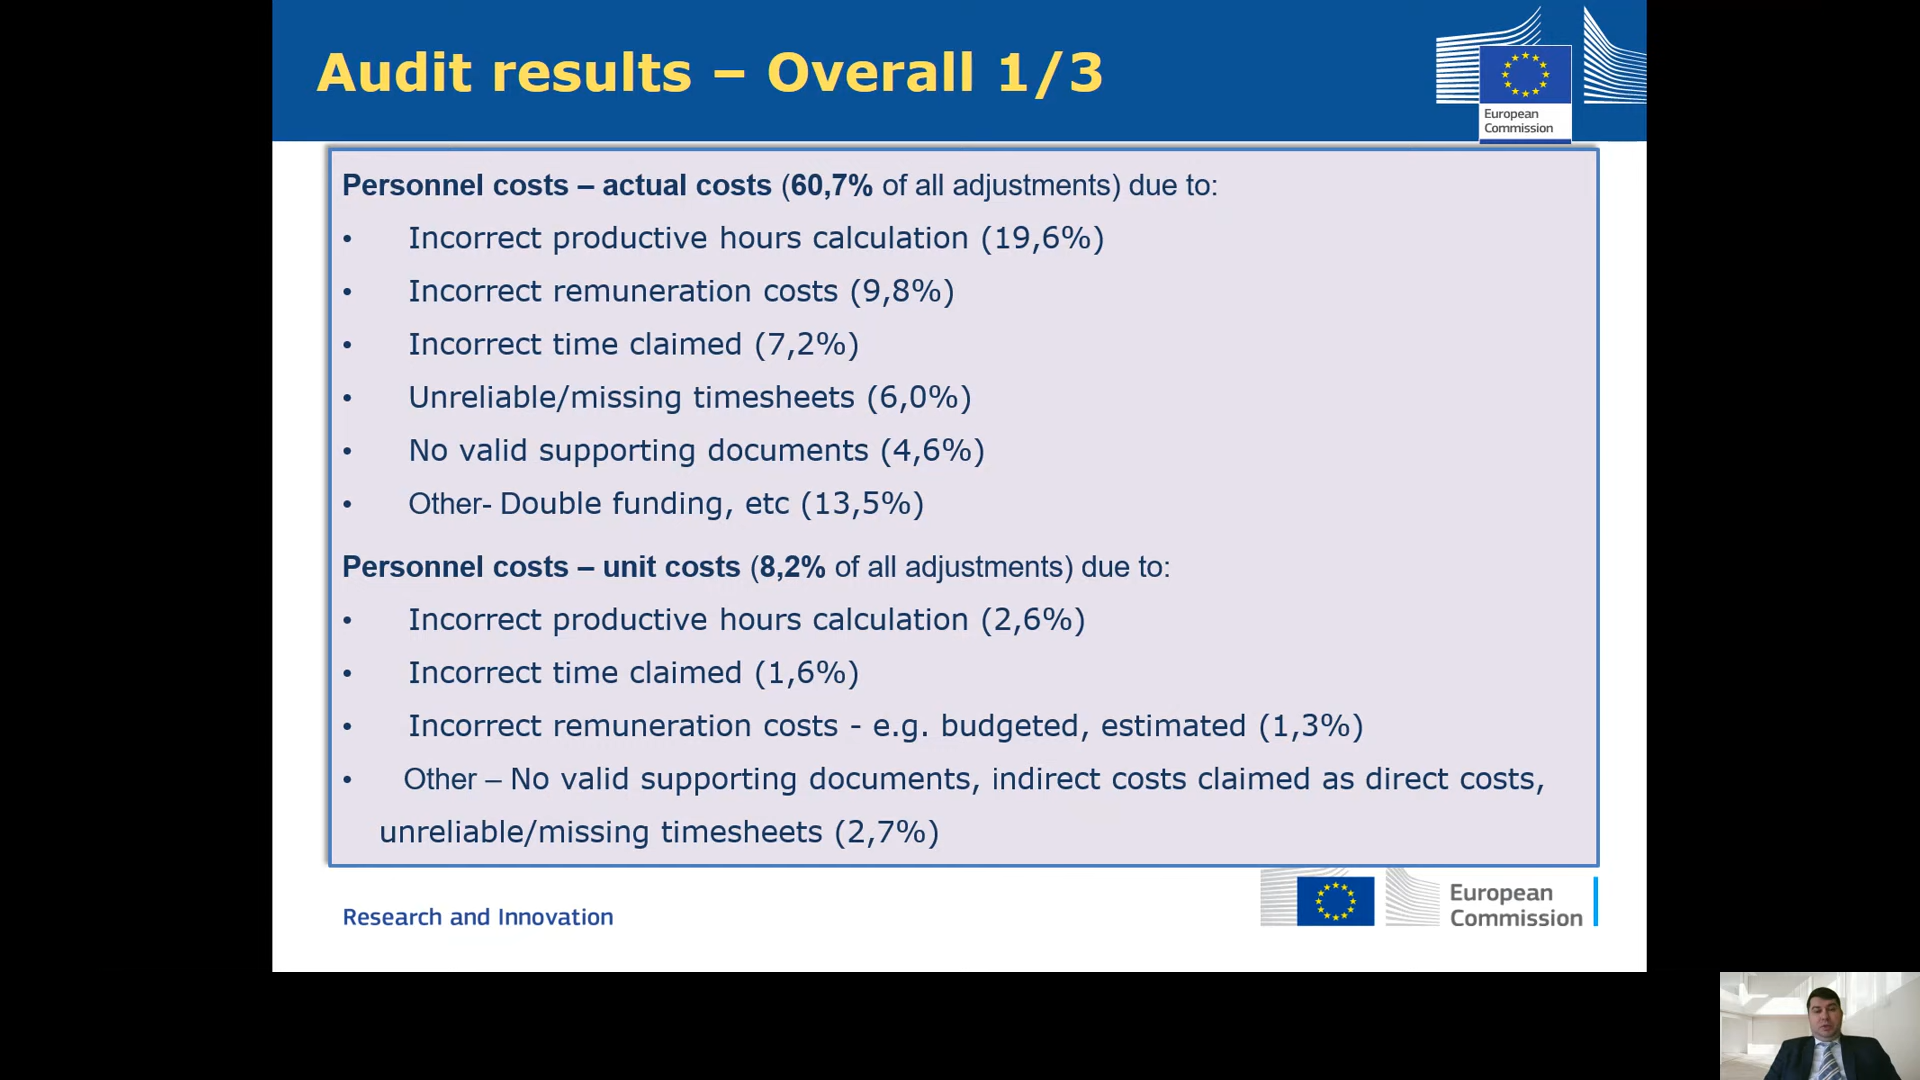 Audit results – Overall 1/3
European
Commission
Personnel costs – actual costs (60,7% of all adjustments) due to:
• Incorrect productive hours calculation (19,6%)
• Incorrect remuneration costs (9,8%)
• Incorrect time claimed (7,2%)
• Unreliable/missing timesheets (6,0%)
• No valid supporting documents (4,6%)
• Other- Double funding, etc (13,5%)
Personnel costs – unit costs (8,2% of all adjustments) due to:
• Incorrect productive hours calculation (2,6%)
• Incorrect time claimed (1,6%)
• Incorrect remuneration costs - e.g. budgeted, estimated (1,3%)
• Other – No valid supporting documents, indirect costs claimed as direct costs,
unreliable/missing timesheets (2,7%)
Research and Innovation
European
Commission